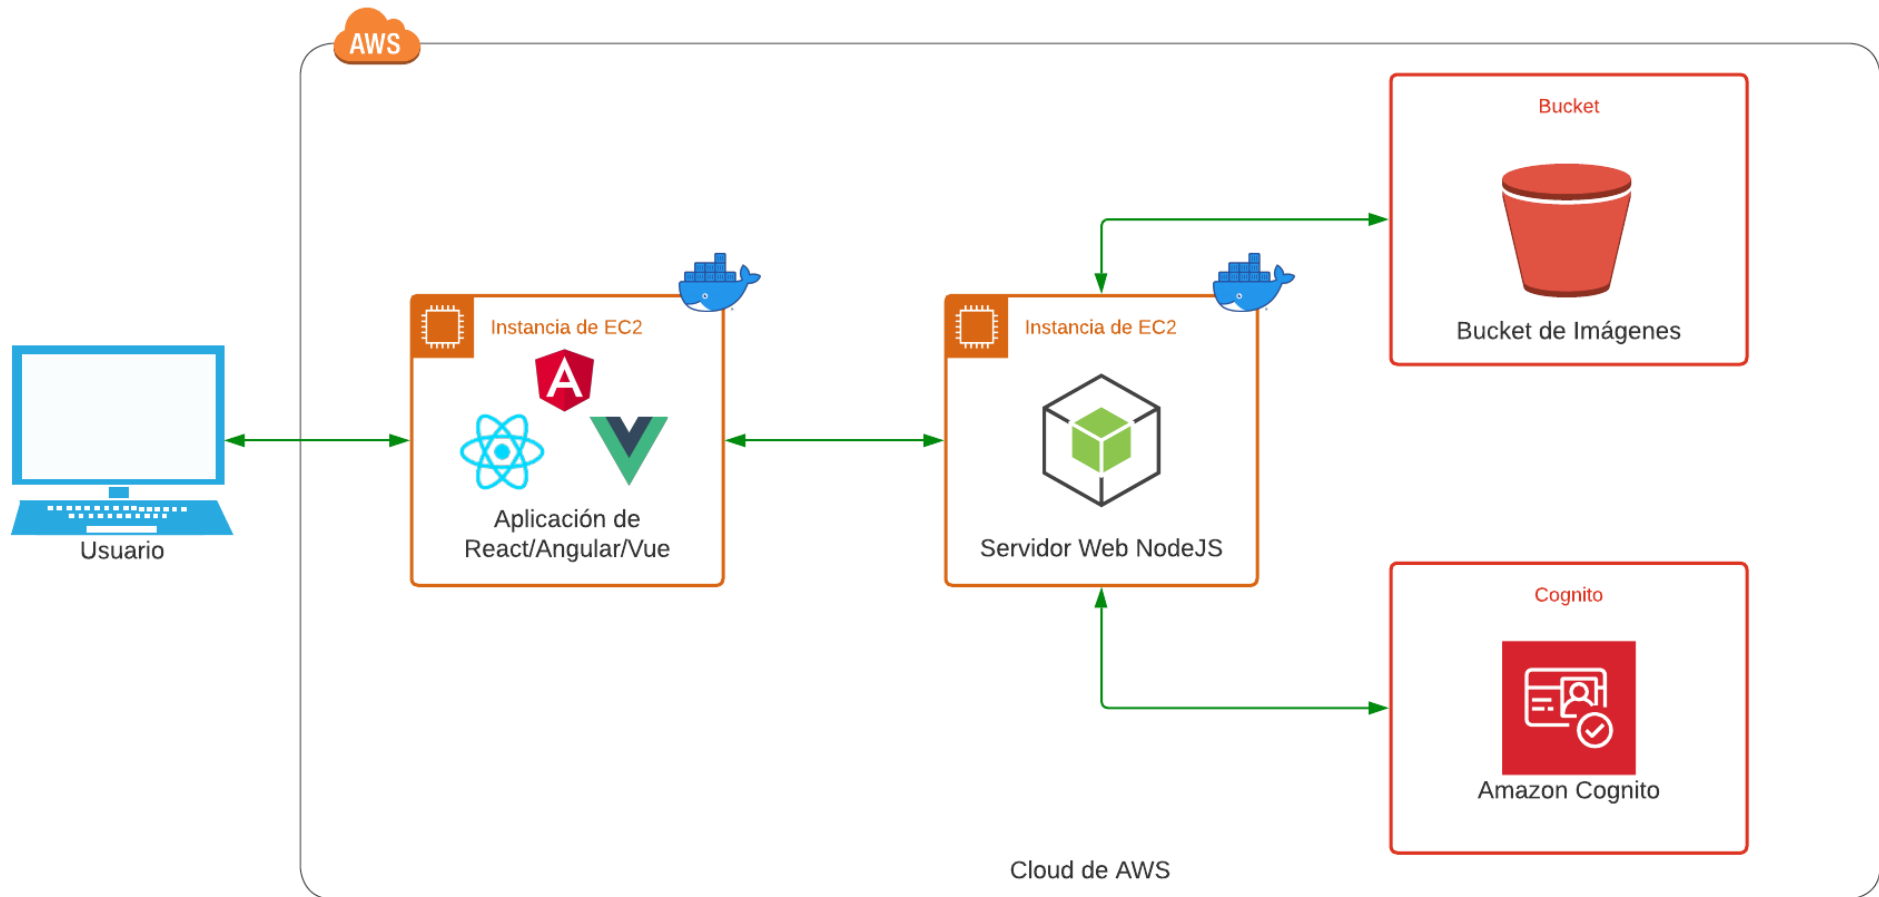 AWS
Bucket
Bucket de Imágenes
Instancia de EC2
Aplicación de
React/Angular/Vue
Instancia de EC2
Servidor Web NodeJS
Usuario
Cognito
Amazon Cognito
Cloud de AWS